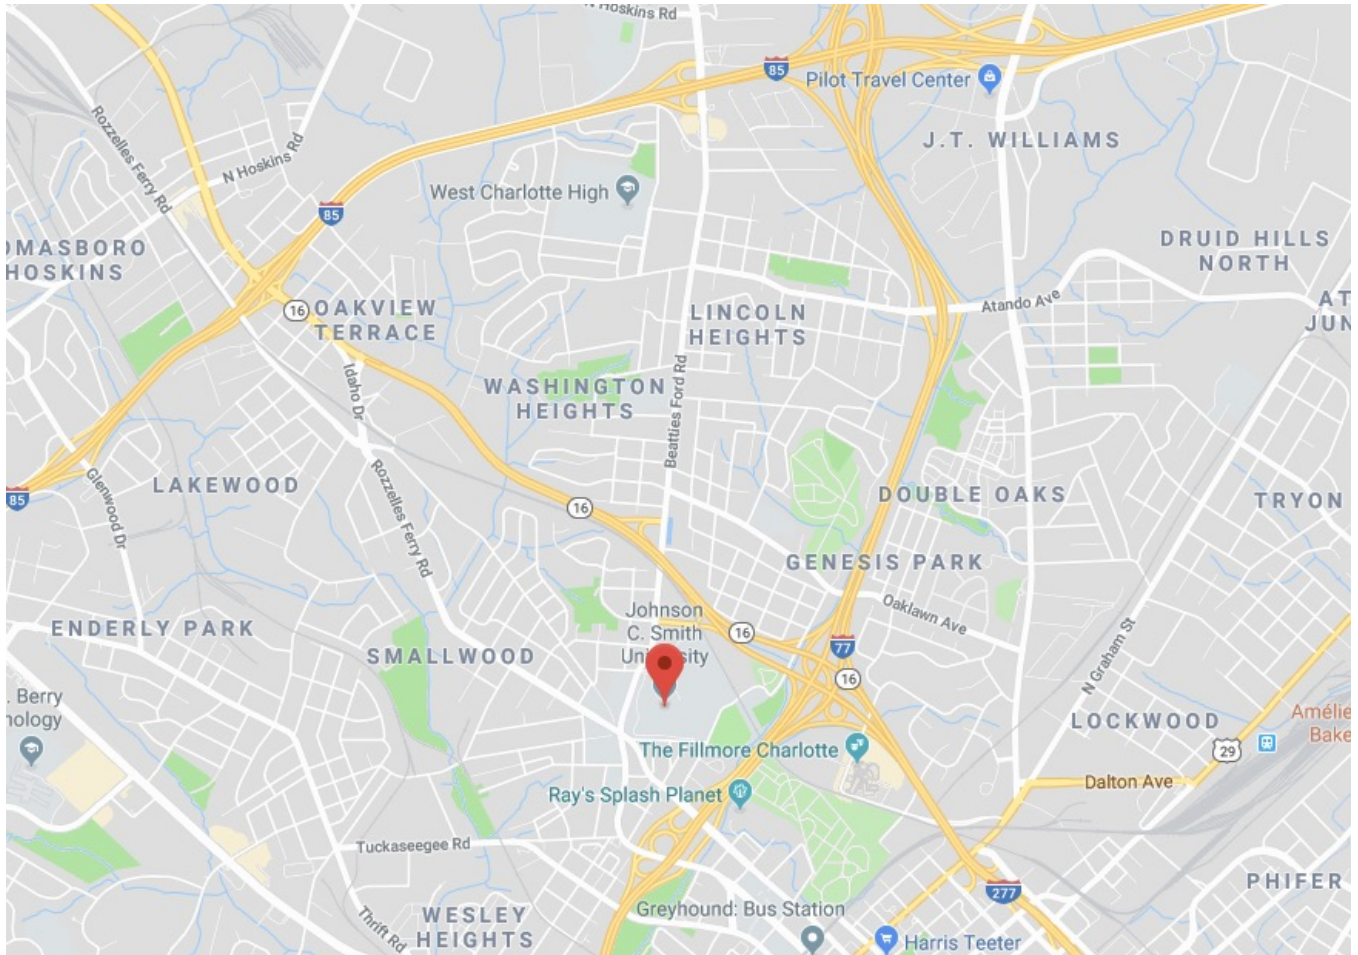 N Hoskins Rd
85
Pilot Travel Center
J.T. WILLIAMS
Rozzelles Ferry Rd
N Hoskins Rd
West Charlotte High
85
OMASBORO
HOSKINS
DRUID HILLS
NORTH
16
OAKVIEW
TERRACE
LINCOLN
HEIGHTS
Atando Ave
AT
JUN
Idaho Dr
WASHINGTON
HEIGHTS
Beatties Ford Rd
85
Glenwood Dr
LAKEWOOD
Rozzelles Ferry Rd
16
DOUBLE OAKS
TRYON
GENESIS PARK
Oaklawn Ave
ENDERLY PARK
SMALLWOOD
Johnson
C. Smith
16
77
16
N Graham St
. Berry
nology
LOCKWOOD
Amélie
Bake
29
The Fillmore Charlotte
Ray's Splash Planet
Dalton Ave
Tuckaseegee Rd
277
PHIFER
Thrift Rd
WESLEY
HEIGHTS
Greyhound: Bus Station
Harris Teeter